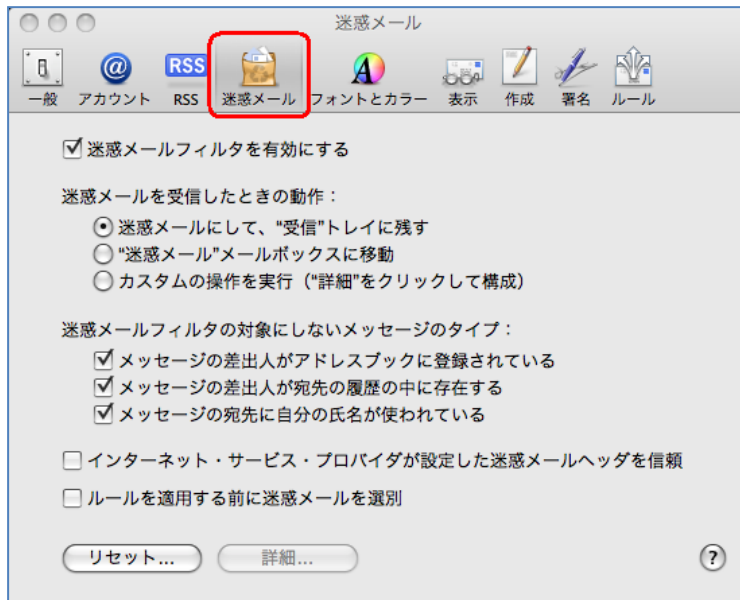 迷惑メール
@ RSS A
一般 アカウント RSS 迷惑メール フォントとカラー 表示 作成 署名 ルール
迷惑メールフィルタを有効にする
迷惑メールを受信したときの動作：
迷惑メールにして、“受信”トレイに残す
“迷惑メール”メールボックスに移動
カスタムの操作を実行（“詳細”をクリックして構成）
迷惑メールフィルタの対象にしないメッセージのタイプ：
メッセージの差出人がアドレスブックに登録されている
メッセージの差出人が宛先の履歴の中に存在する
メッセージの宛先に自分の氏名が使われている
インターネット・サービス・プロバイダが設定した迷惑メールヘッダを信頼
ルールを適用する前に迷惑メールを選別
リセット... 詳細... ?